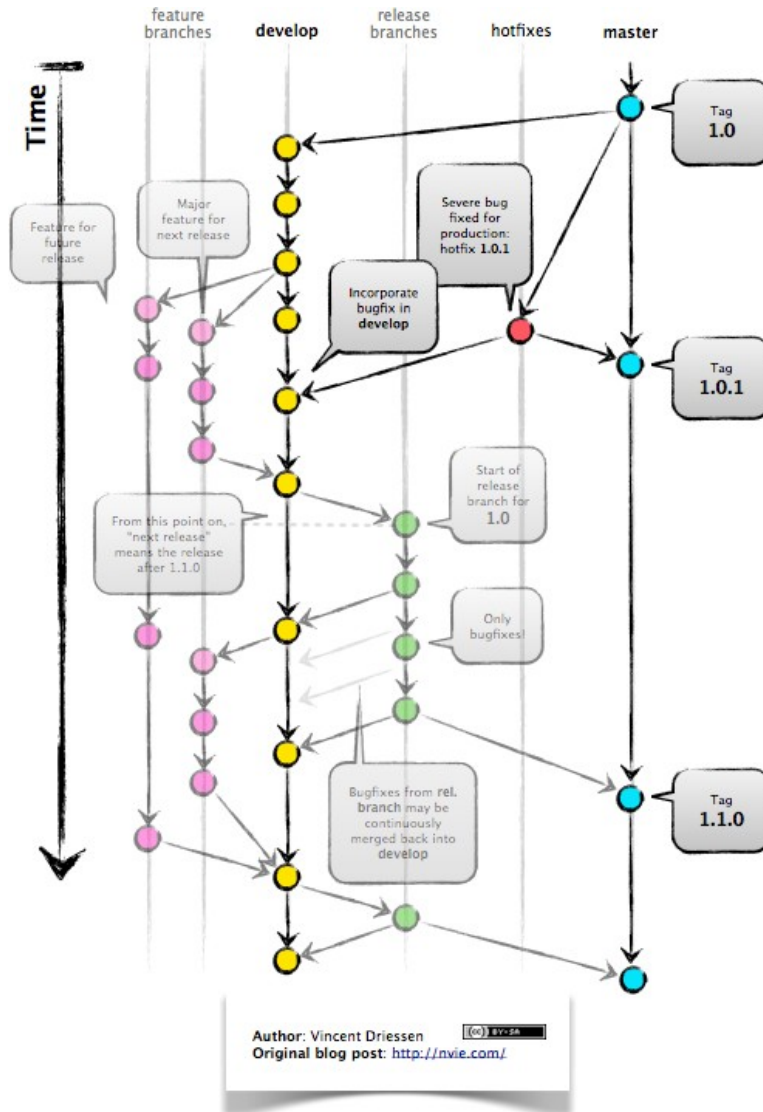 feature
branches
develop
release
branches
hotfixes
master
Time
Tag
1.0
Major
feature for
next release
Feature for
future
release
Severe bug
fixed for
production:
hotfix 1.0.1
Incorporate
bugfix in
develop
Tag
1.0.1
Start of
release
branch for
1.0
From this point on,
"next release"
means the release
after 1.1.0
Only
bugfixes!
Bugfixes from rel.
branch may be
continuously
merged back into
develop
Tag
1.1.0
Author: Vincent Driessen
(cc) BY-SA
Original blog post: http://nvie.com/